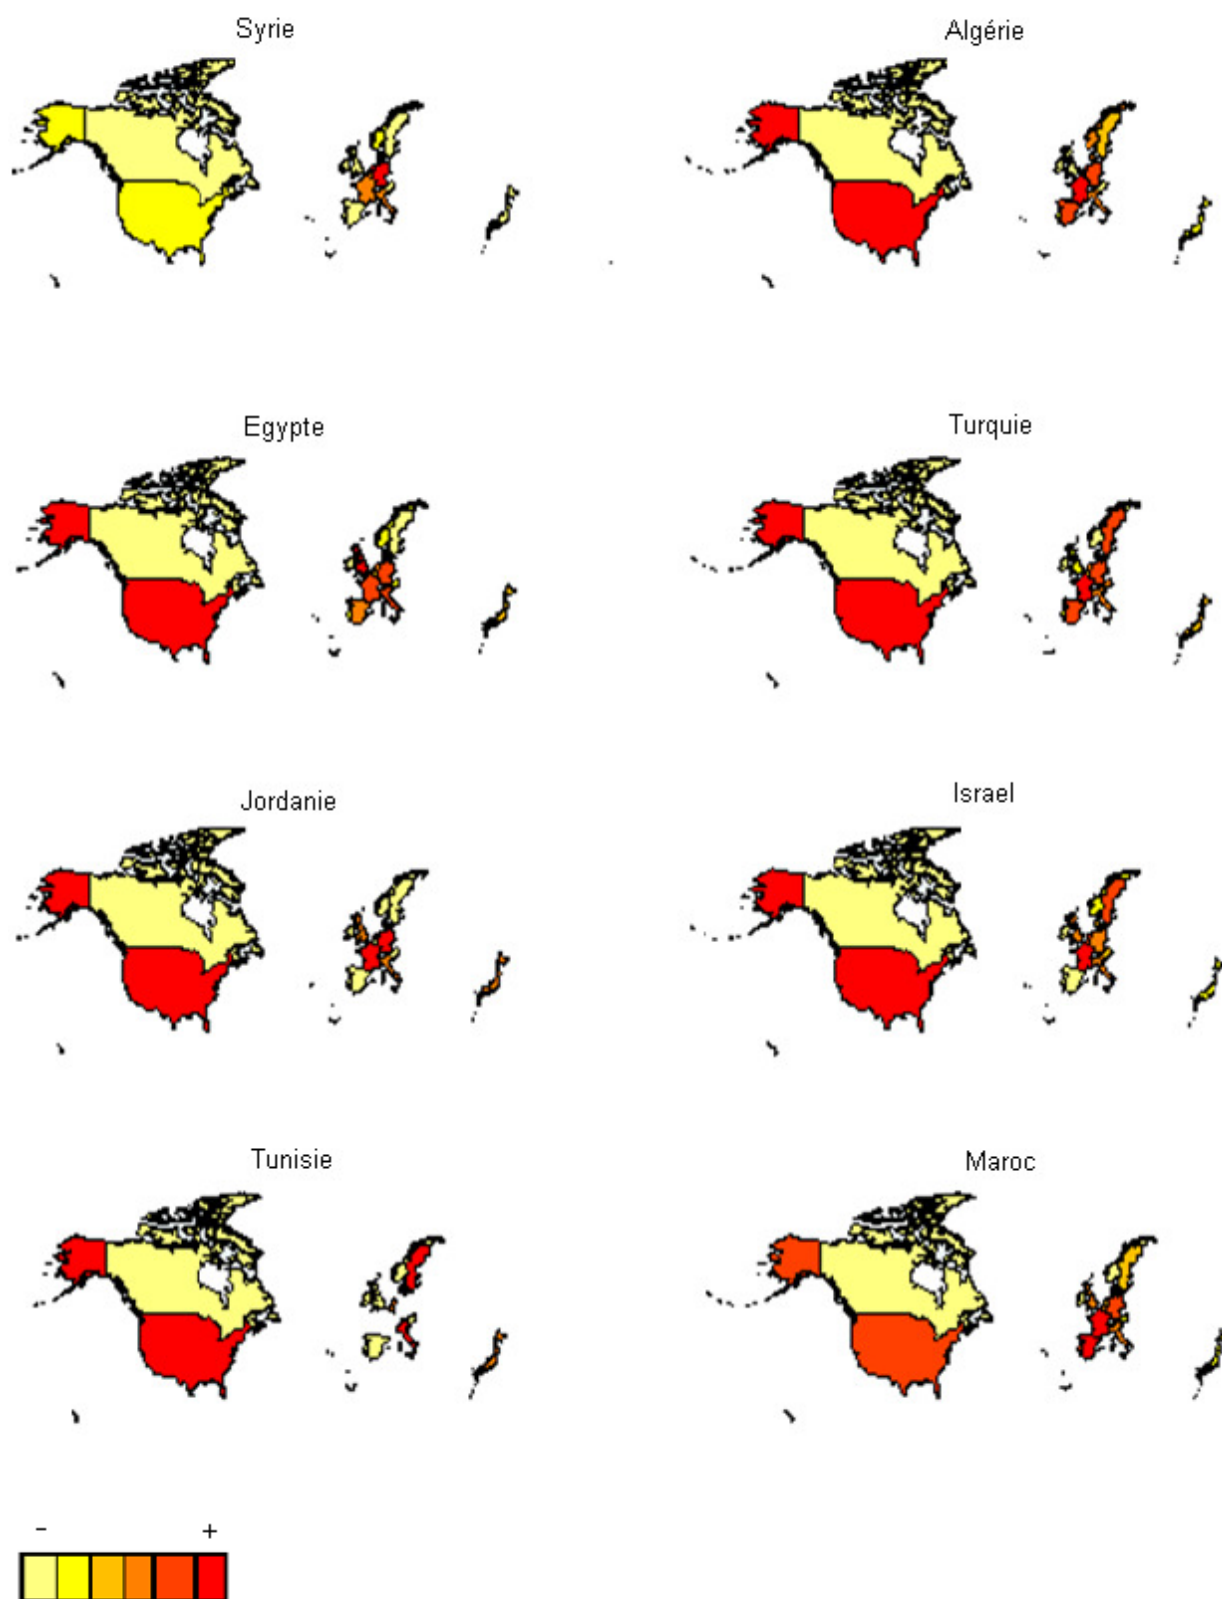 Syrie
Algérie
Egypte
Turquie
Jordanie
Israel
Tunisie
Maroc
- +